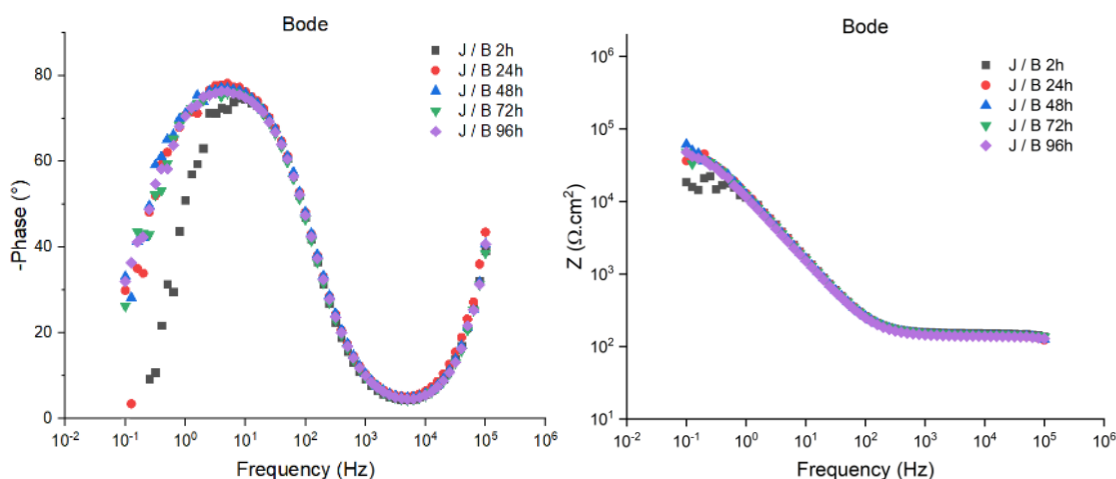 Bode
J / B 2h
J / B 24h
J / B 48h
J / B 72h
J / B 96h
80
60
40
20
0
-Phase (°)
10-2
10-1
100
101
102
103
104
105
106
Frequency (Hz)
Bode
J / B 2h
J / B 24h
J / B 48h
J / B 72h
J / B 96h
106
105
104
103
102
101
Z (Ω.cm2)
10-2
10-1
100
101
102
103
104
105
106
Frequency (Hz)